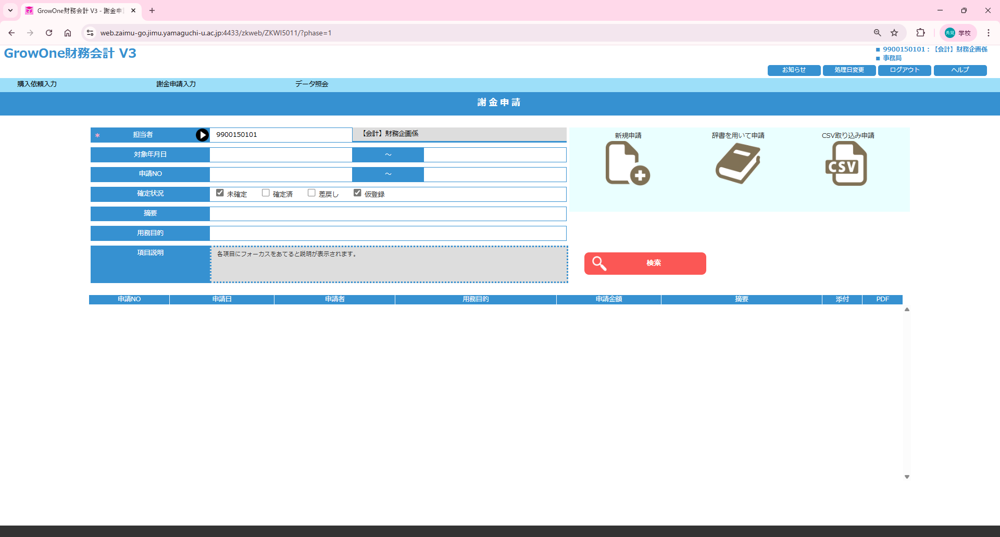 GrowOne財務会計 V3 - 謝金申
web.zaimu-go.jimu.yamaguchi-u.ac.jp:4433/zkweb/ZKWI5011/?phase=1
秀晃 学校
GrowOne財務会計 V3
■ 9900150101：【会計】財務企画係
■ 事務局
お知らせ 処理日変更 ログアウト ヘルプ
購入依頼入力 謝金申請入力 データ照会
謝金申請
* 担当者 9900150101 【会計】財務企画係
新規申請 辞書を用いて申請 CSV取り込み申請
CSV
対象年月日 ～
申請NO ～
確定状況 未確定 確定済 差戻し 仮登録
摘要
用務目的
項目説明 各項目にフォーカスをあてると説明が表示されます。
検索
申請NO 申請日 申請者 用務目的 申請金額 摘要 添付 PDF